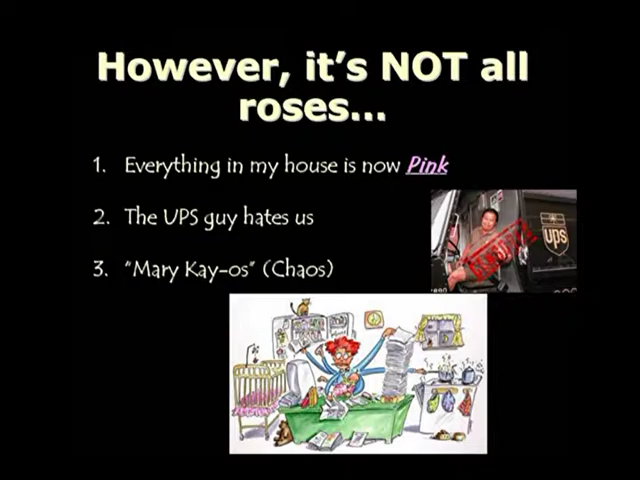 However, it's NOT all
roses...
1. Everything in my house is now Pink
2. The UPS guy hates us
3. "Mary Kay-os" (Chaos)
ups